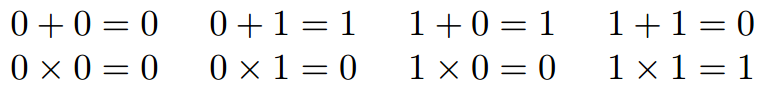 0 + 0 = 0 0 + 1 = 1 1 + 0 = 1 1 + 1 = 0
0 × 0 = 0 0 × 1 = 0 1 × 0 = 0 1 × 1 = 1